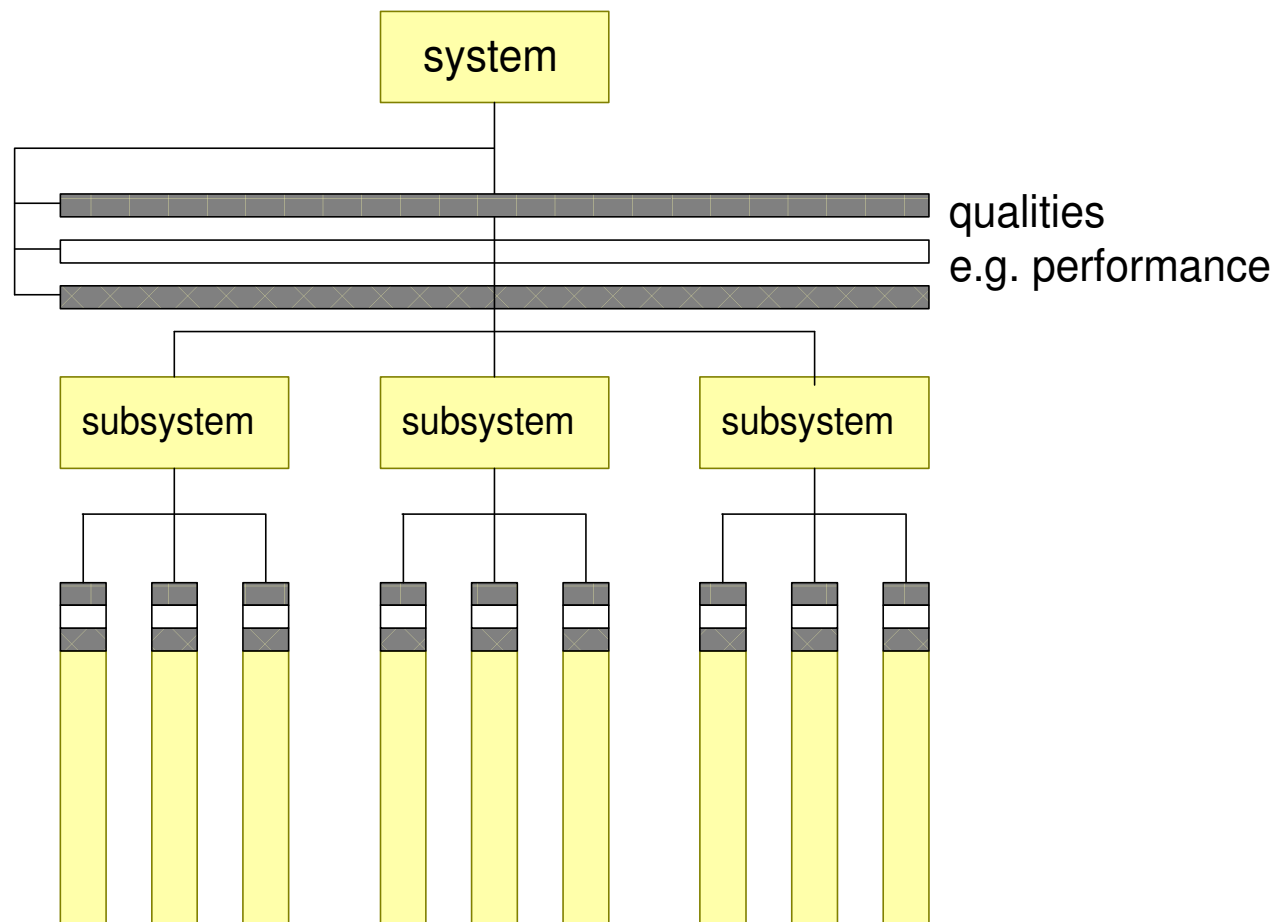 system
qualities
e.g. performance
subsystem
subsystem
subsystem